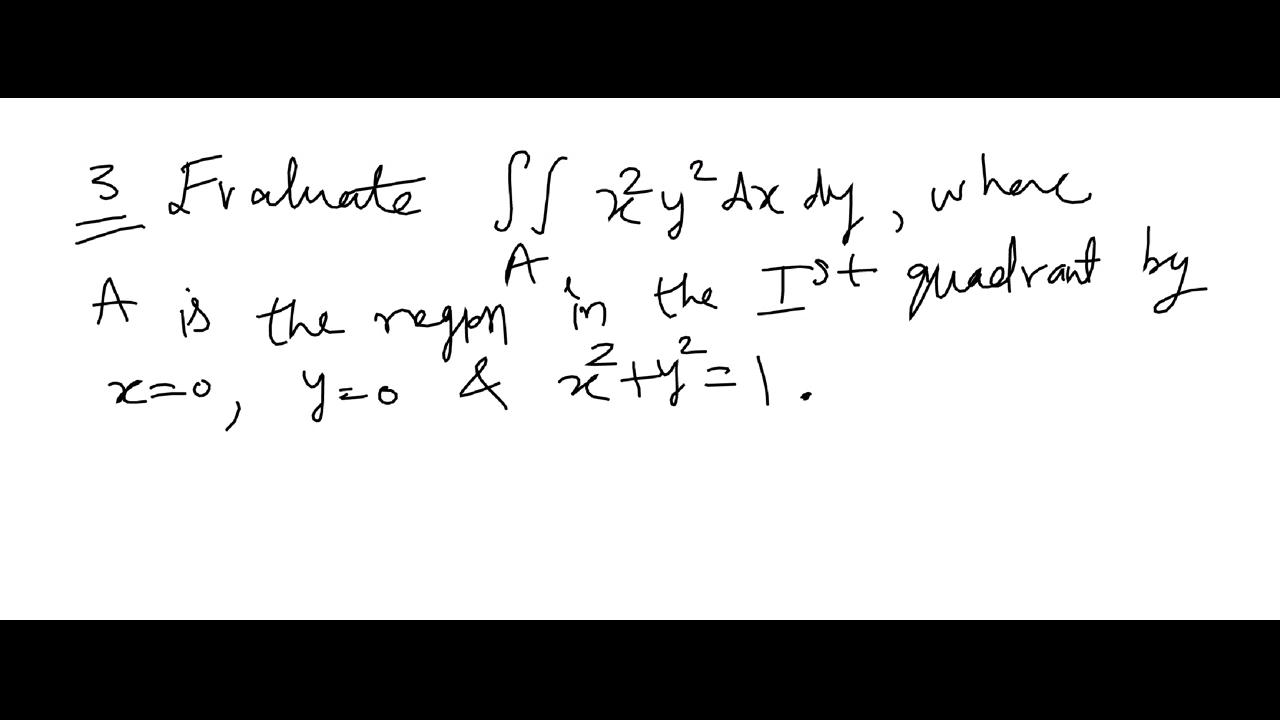 3 Evaluate ∬ x²y² dx dy, where
A
A is the region in the Iˢᵗ quadrant by
x=0, y=0 & x²+y²=1.